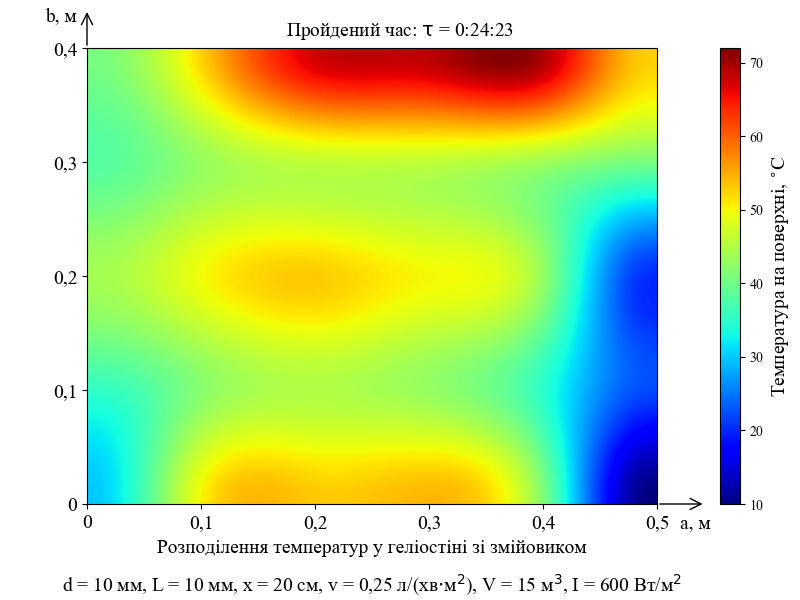 b, м
Пройдений час: τ = 0:24:23
0,4
0,3
0,2
0,1
0
0 0,1 0,2 0,3 0,4 0,5 a, м
70
60
50
40
30
20
10
Температура на поверхні, °C
Розподілення температур у геліостіні зі змійовиком
d = 10 мм, L = 10 мм, x = 20 см, v = 0,25 л/(хв·м²), V = 15 м³, I = 600 Вт/м²